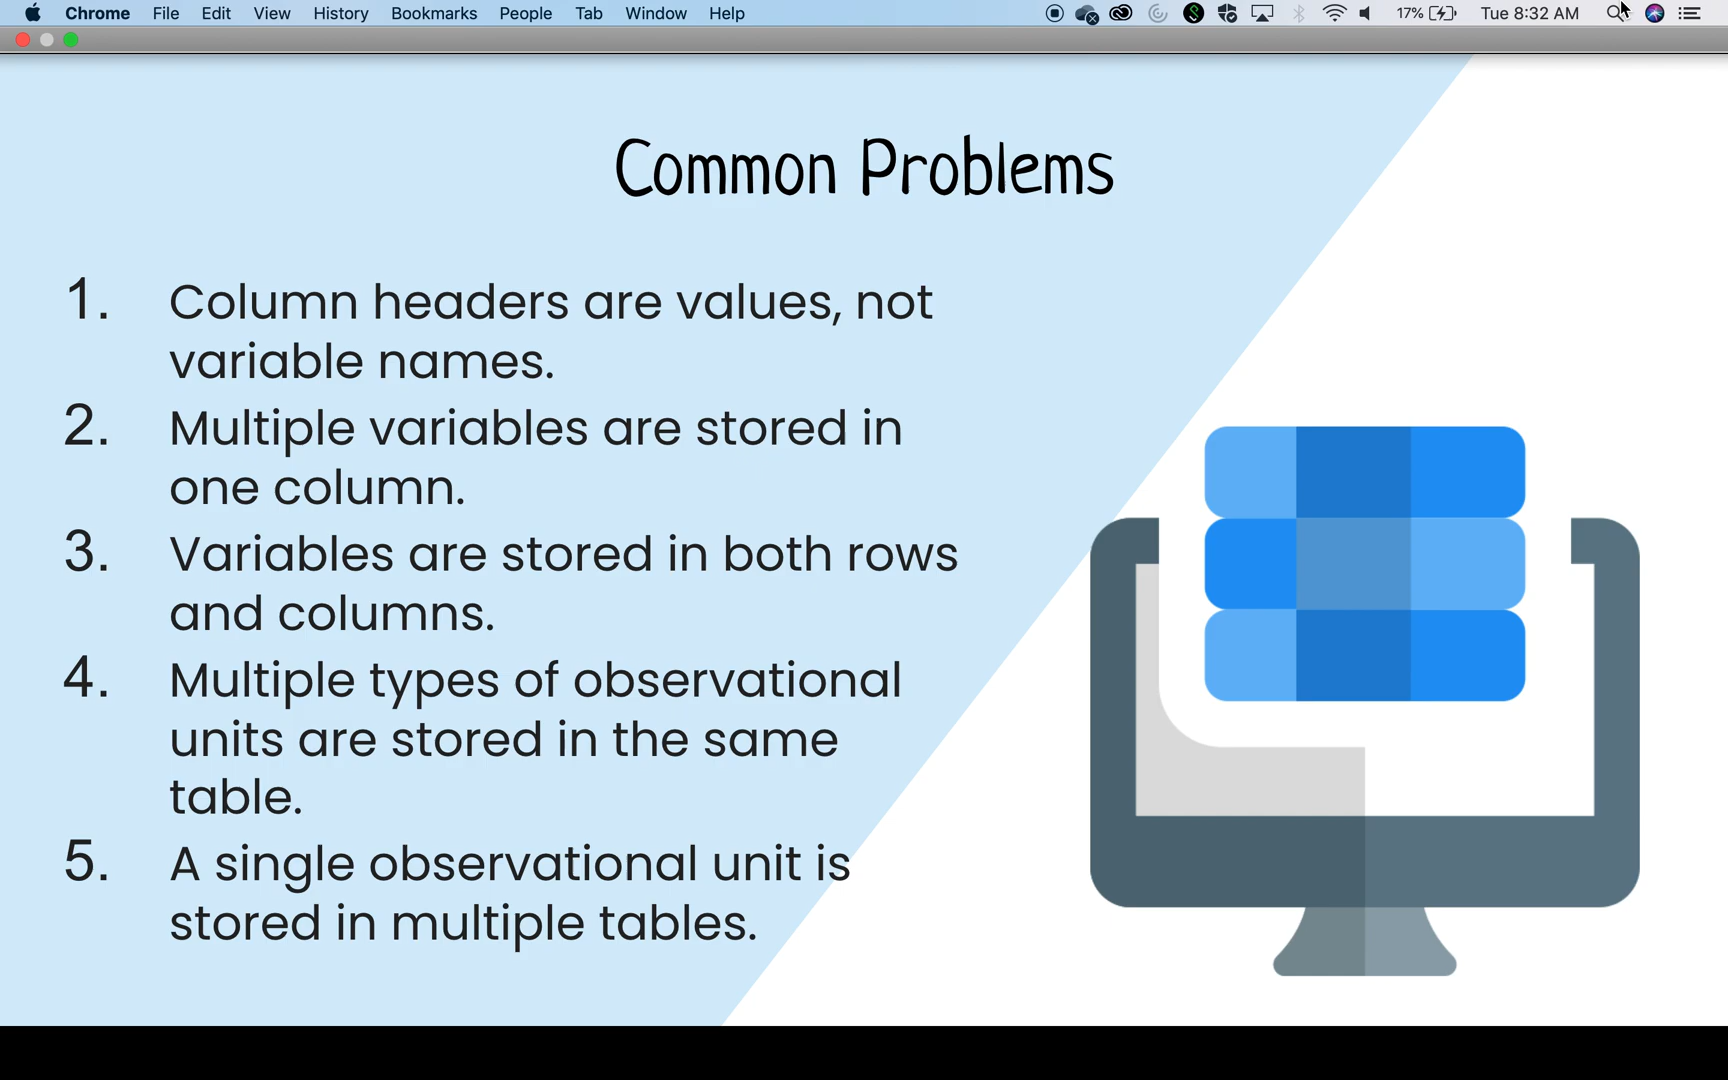 Chrome File Edit View History Bookmarks People Tab Window Help 17% Tue 8:32 AM
Common Problems
1. Column headers are values, not
variable names.
2. Multiple variables are stored in
one column.
3. Variables are stored in both rows
and columns.
4. Multiple types of observational
units are stored in the same
table.
5. A single observational unit is
stored in multiple tables.